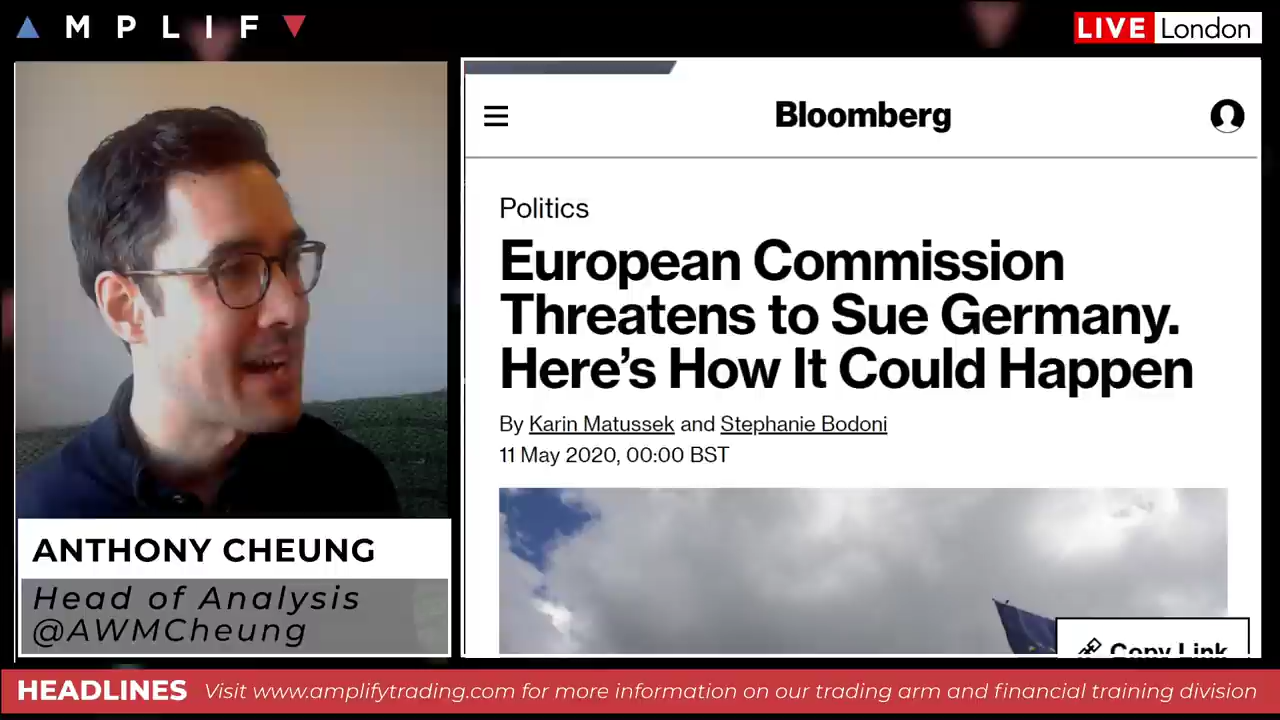 AMPLIFY
LIVE London
Bloomberg
Politics
European Commission
Threatens to Sue Germany.
Here's How It Could Happen
By Karin Matussek and Stephanie Bodoni
11 May 2020, 00:00 BST
Copy Link
ANTHONY CHEUNG
Head of Analysis
@AWMCheung
HEADLINES Visit www.amplifytrading.com for more information on our trading arm and financial training division